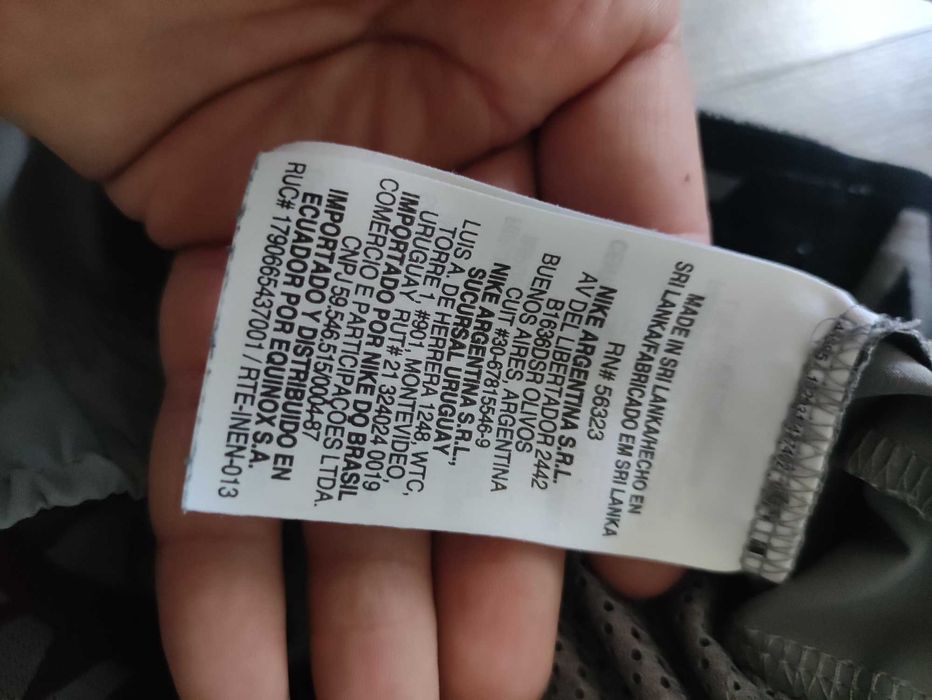 MADE IN SRI LANKA/HECHO EN
SRI LANKA/FABRICADO EM SRI LANKA
RN# 56323
NIKE ARGENTINA S.R.L.
AV DEL LIBERTADOR 2442
B1636DSR OLIVOS
BUENOS AIRES, ARGENTINA
CUIT #30-67815546-9
NIKE ARGENTINA S.R.L.,
SUCURSAL URUGUAY
LUIS A. DE HERRERA 1248, WTC,
TORRE 1, #901, MONTEVIDEO,
URUGUAY, RUT# 21 324024 0019
IMPORTADO POR NIKE DO BRASIL
COMERCIO E PARTICIPAÇOES LTDA.
CNPJ 59.546.515/0004-87
IMPORTADO Y DISTRIBUIDO EN
ECUADOR POR EQUINOX S.A.
RUC# 1790665437001 / RTE-INEN-013